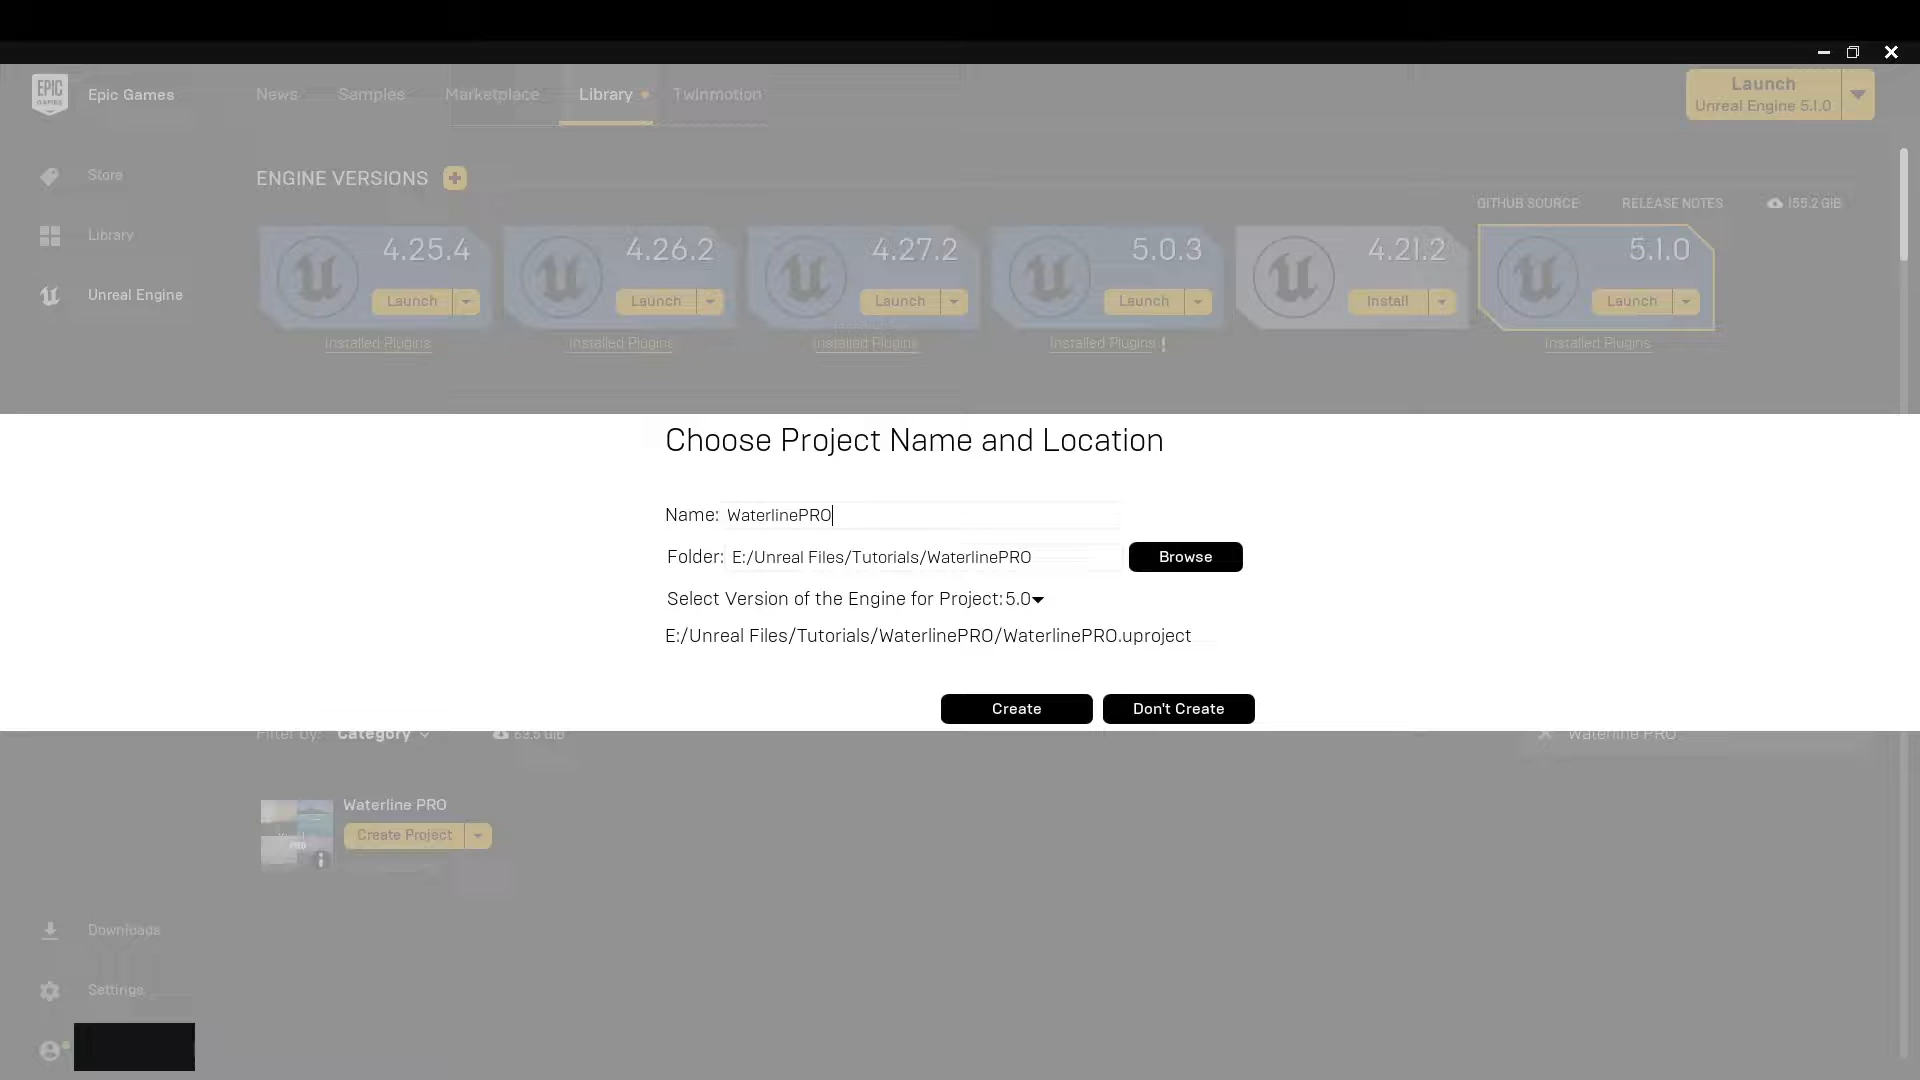 EPIC GAMES
Epic Games
News
Samples
Marketplace
Library
Twinmotion
Launch
Unreal Engine 5.1.0
Store
Library
Unreal Engine
ENGINE VERSIONS
GITHUB SOURCE
RELEASE NOTES
155.2 GiB
4.25.4
Launch
Installed Plugins
4.26.2
Launch
Installed Plugins
4.27.2
Launch
Installed Plugins
5.0.3
Launch
Installed Plugins
4.21.2
Install
5.1.0
Launch
Installed Plugins
Choose Project Name and Location
Name: WaterlinePRO
Folder: E:/Unreal Files/Tutorials/WaterlinePRO
Browse
Select Version of the Engine for Project: 5.0
E:/Unreal Files/Tutorials/WaterlinePRO/WaterlinePRO.uproject
Create
Don't Create
Filter by: Category
69.5 GiB
Waterline PRO
Waterline PRO
Create Project
Downloads
Settings